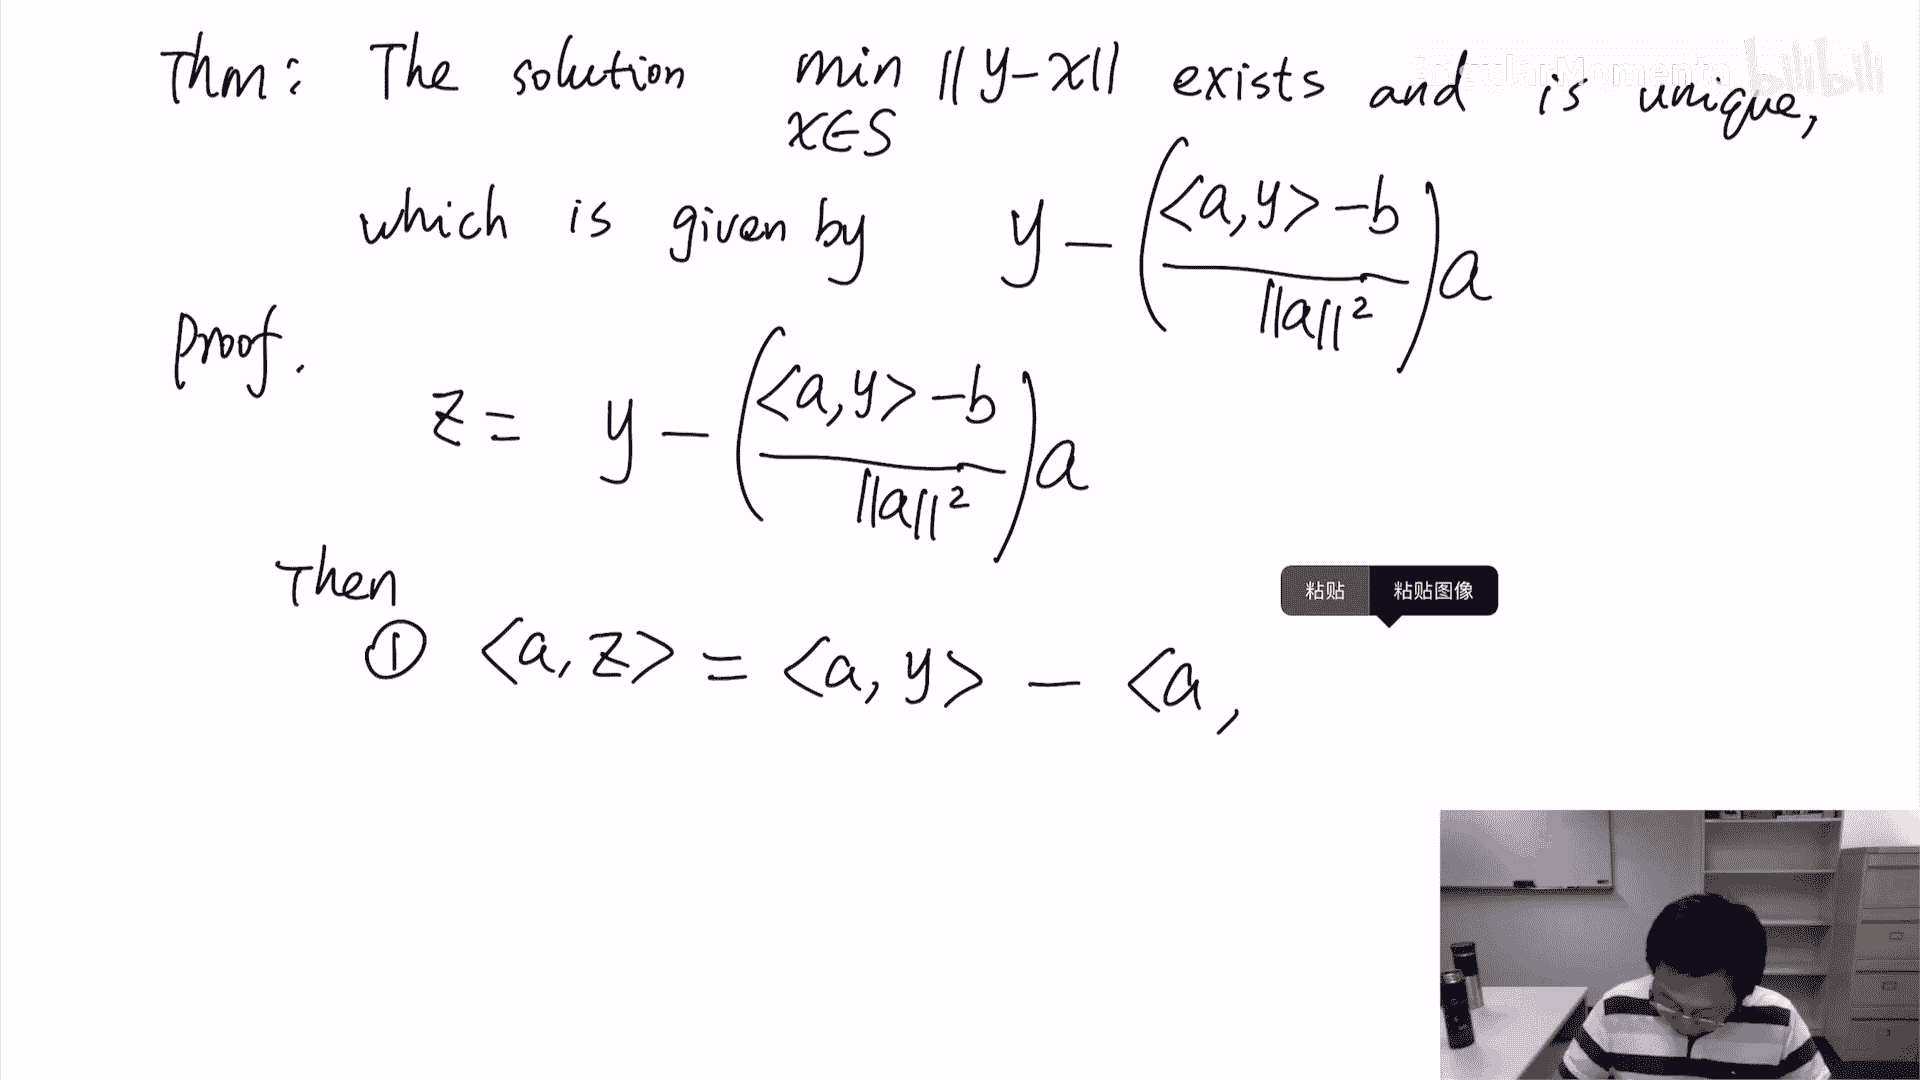 Thm: The solution min ||y-x|| exists and is unique,
x∈S
which is given by y - (<a,y> -b / ||a||²) a
Proof.
z = y - (<a,y> -b / ||a||²) a
Then
① <a, z> = <a, y> - <a,
粘贴 粘贴图像
bilibili